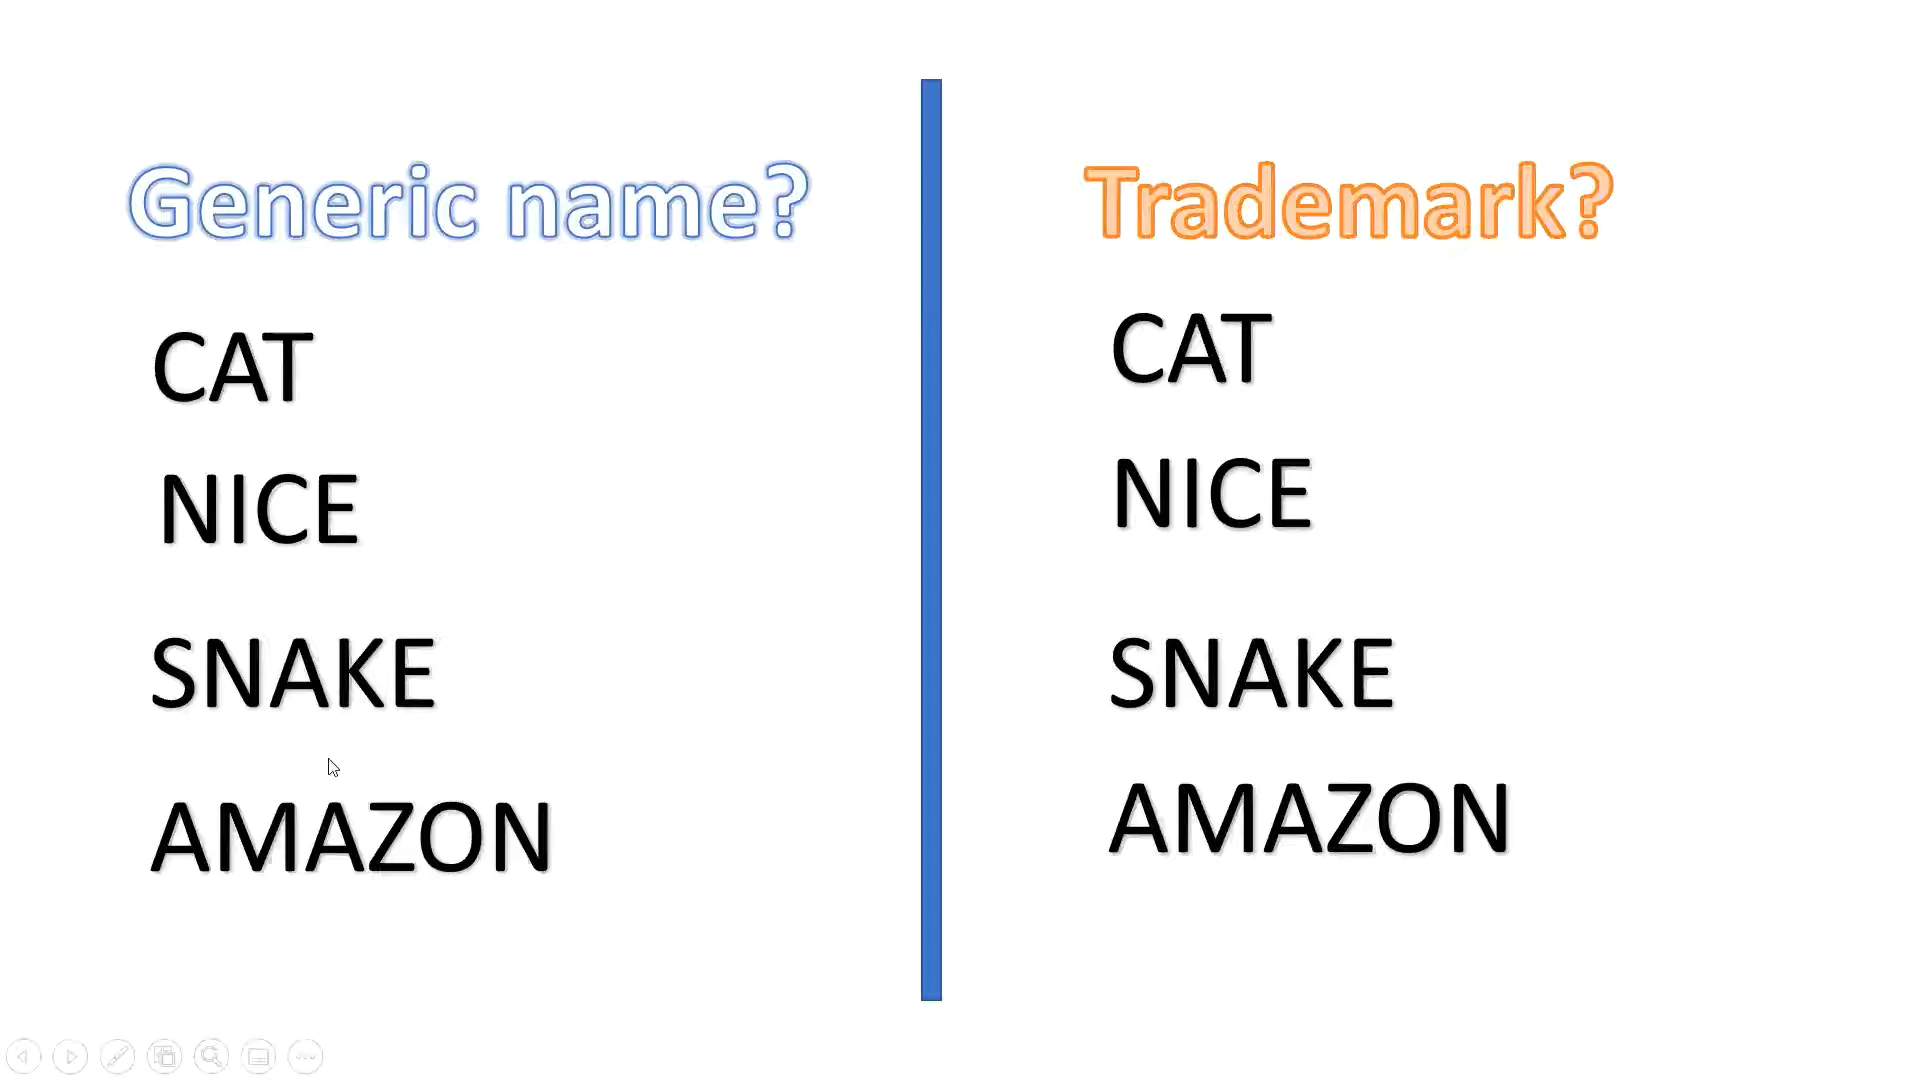 Generic name?
CAT
NICE
SNAKE
AMAZON
Trademark?
CAT
NICE
SNAKE
AMAZON